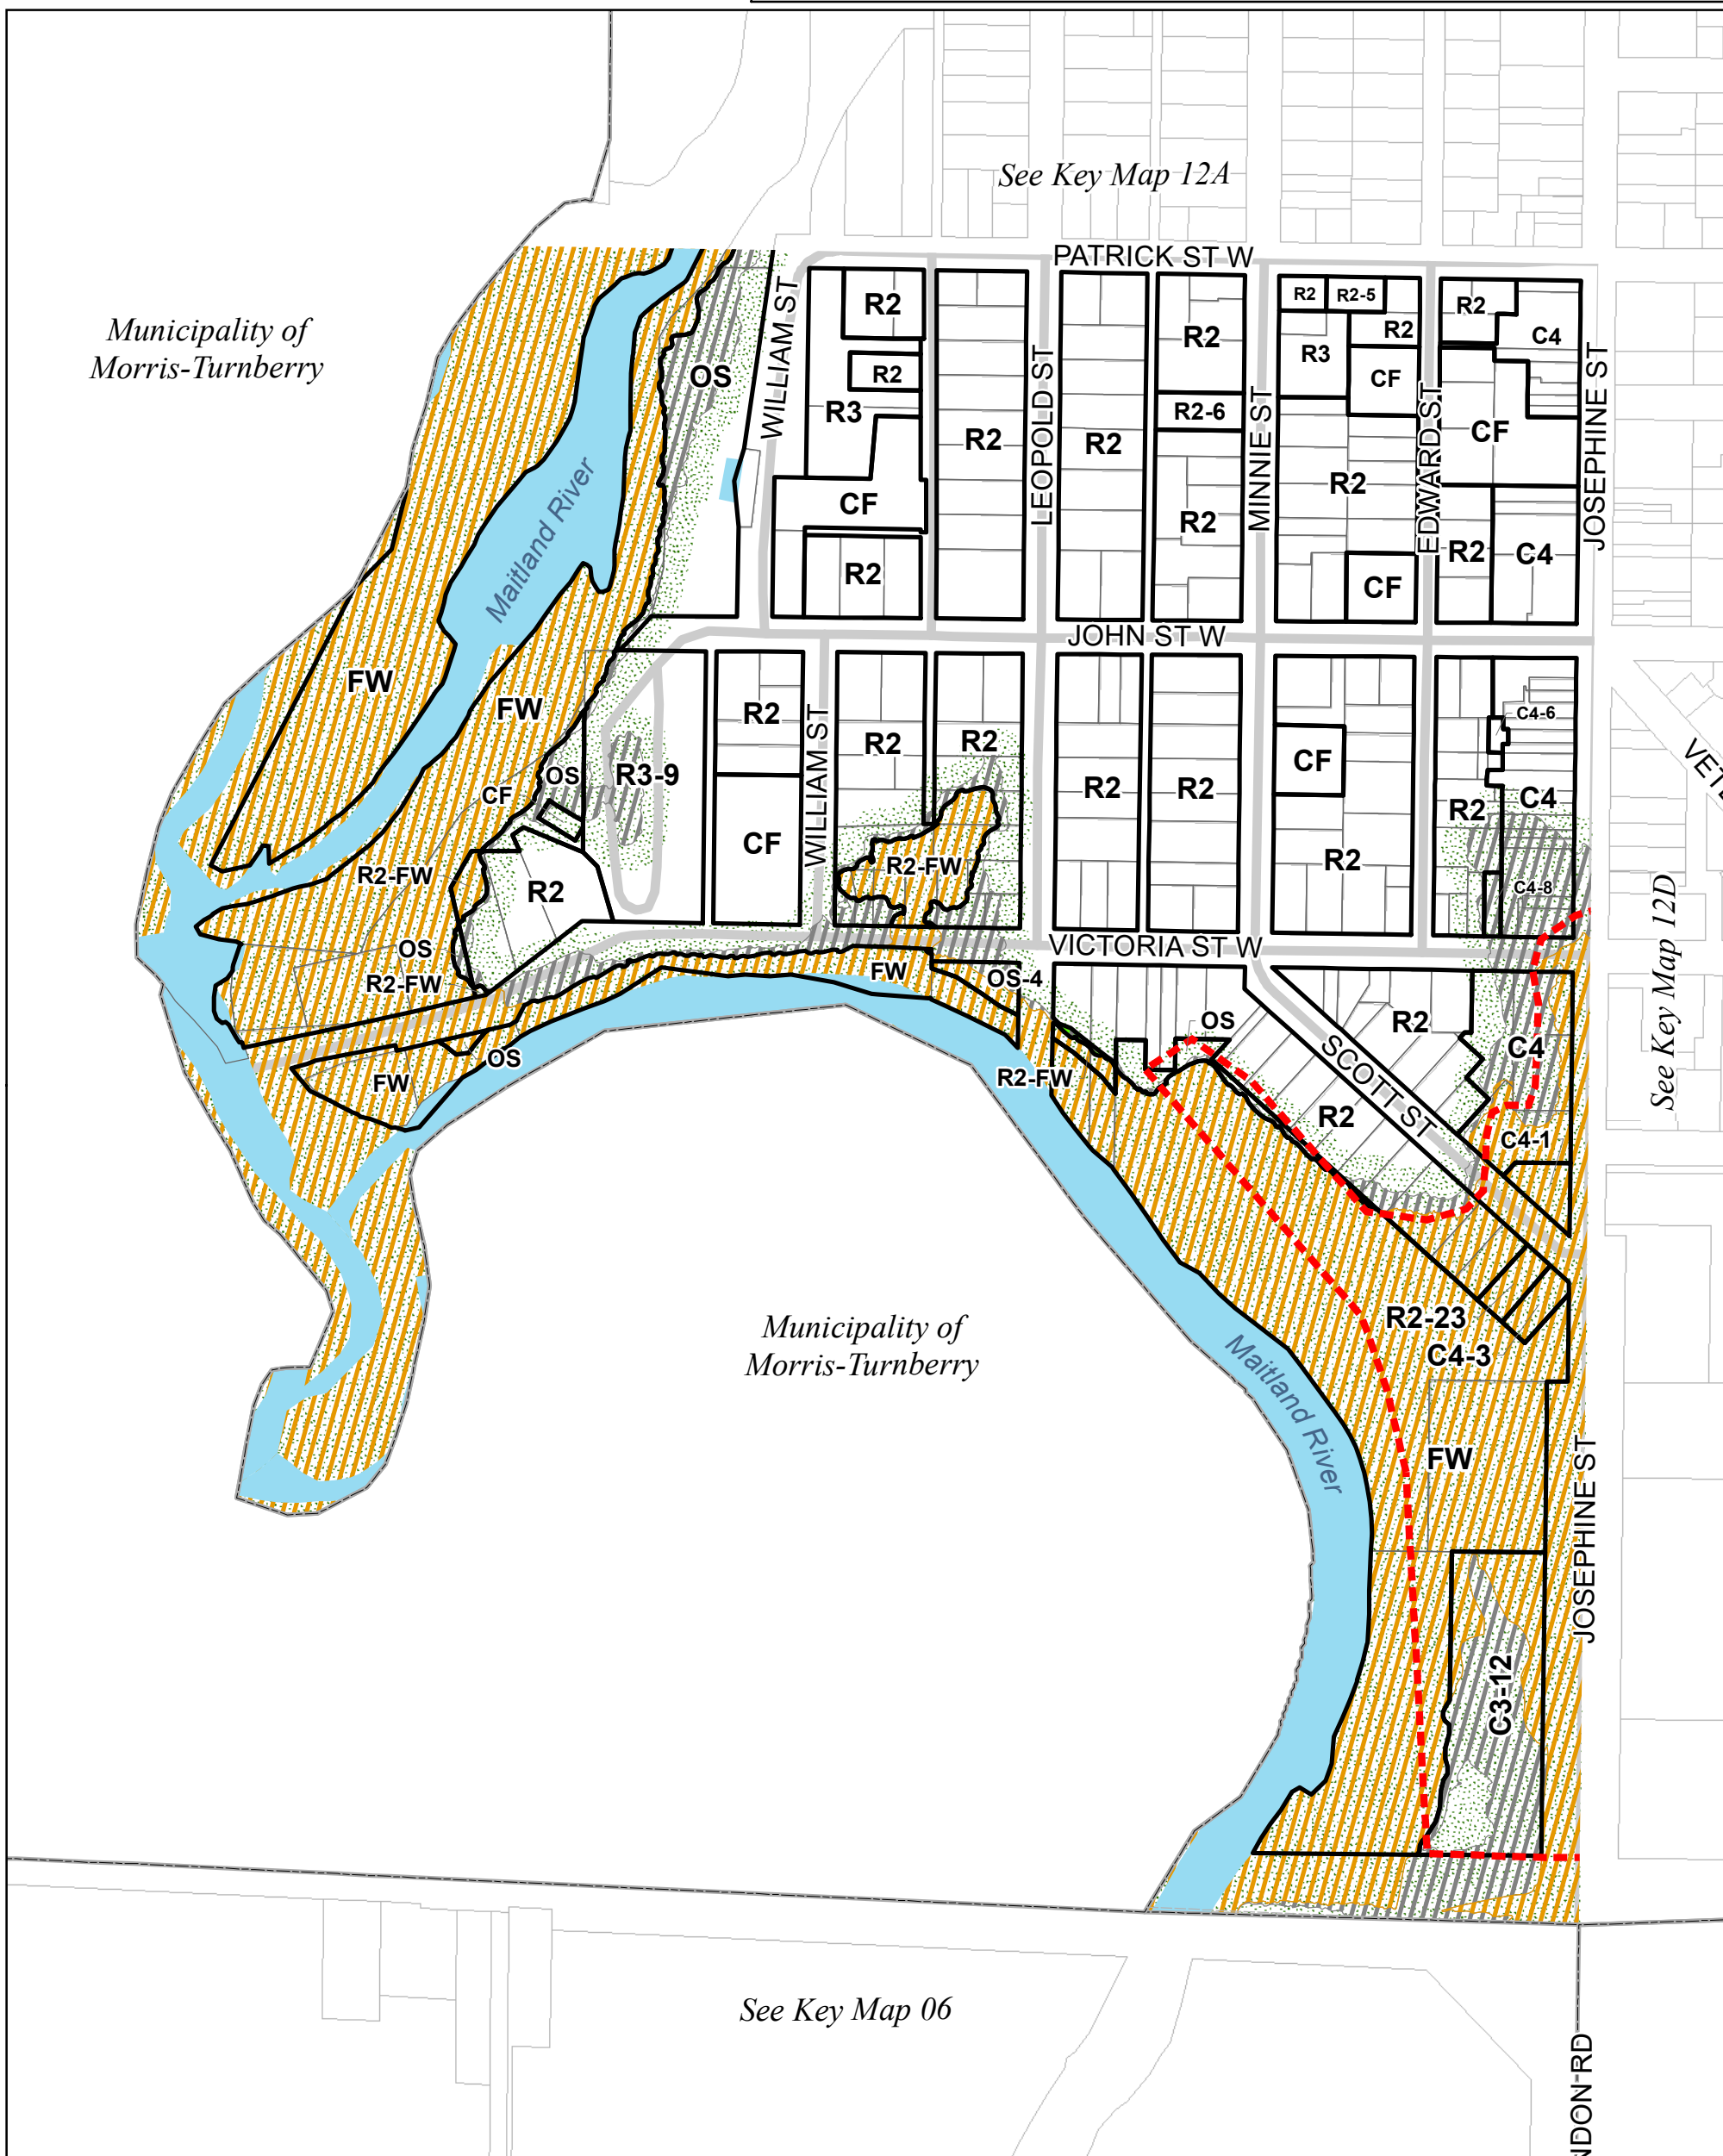 See Key Map 12A
PATRICK ST W
Municipality of
Morris-Turnberry
WILLIAM ST
R2
R2
R3
CF
R2
OS
R2
LEOPOLD ST
R2
R2
R2-6
R2
MINNIE ST
R2
R2-5
R2
R3
CF
R2
CF
EDWARD ST
R2
C4
CF
R2
C4
JOSEPHINE ST
Maitland River
JOHN ST W
FW
FW
OS
CF
R3-9
R2
CF
WILLIAM ST
R2
R2
R2-FW
R2
R2
CF
R2
C4-6
R2
C4
C4-8
VETE
R2-FW
R2
OS
R2-FW
VICTORIA ST W
FW
OS-4
OS
R2
SCOTT ST
C4
See Key Map 12D
OS
FW
R2-FW
R2
C4-1
Municipality of
Morris-Turnberry
Maitland River
R2-23
C4-3
FW
JOSEPHINE ST
C3-12
See Key Map 06
NDON RD